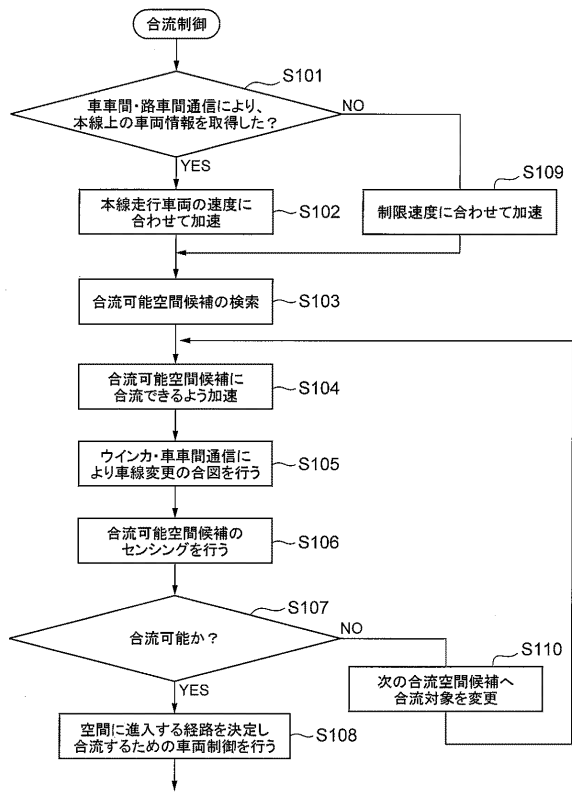 合流制御
S101
車車間・路車間通信により、
本線上の車両情報を取得した？
NO
YES
S109
本線走行車両の速度に
合わせて加速
S102
制限速度に合わせて加速
合流可能空間候補の検索
S103
合流可能空間候補に
合流できるよう加速
S104
ウインカ・車車間通信に
より車線変更の合図を行う
S105
合流可能空間候補の
センシングを行う
S106
S107
合流可能か？
NO
YES
S110
次の合流空間候補へ
合流対象を変更
空間に進入する経路を決定し
合流するための車両制御を行う
S108